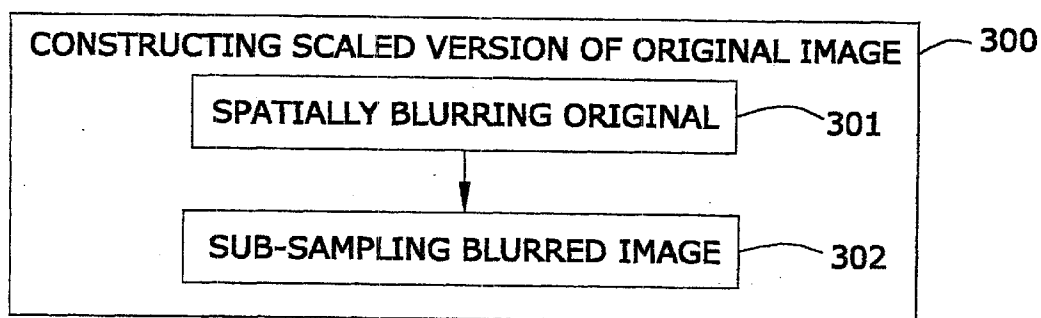 CONSTRUCTING SCALED VERSION OF ORIGINAL IMAGE
300
SPATIALLY BLURRING ORIGINAL
301
SUB-SAMPLING BLURRED IMAGE
302